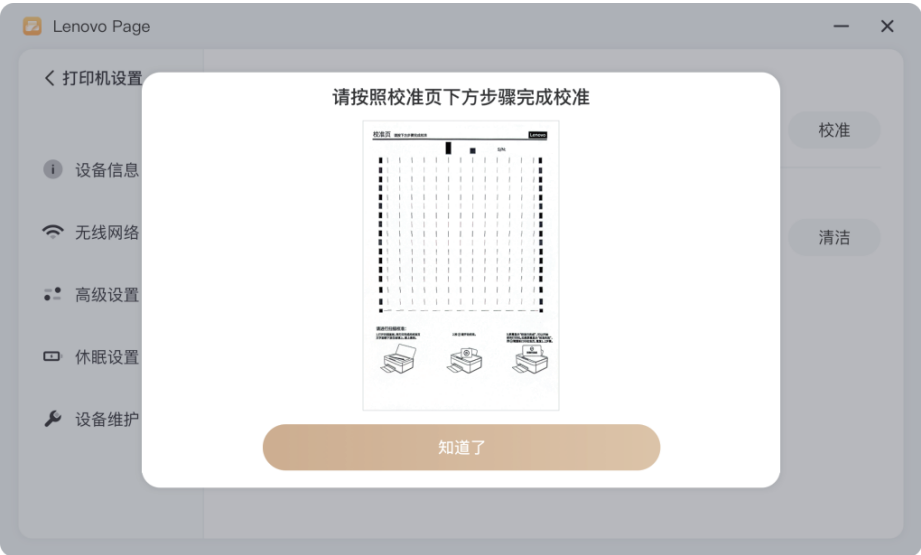 Lenovo Page
打印机设置
请按照校准页下方步骤完成校准
校准页
Lenovo
S/N:
校准
设备信息
无线网络
清洁
高级设置
休眠设置
设备维护
知道了